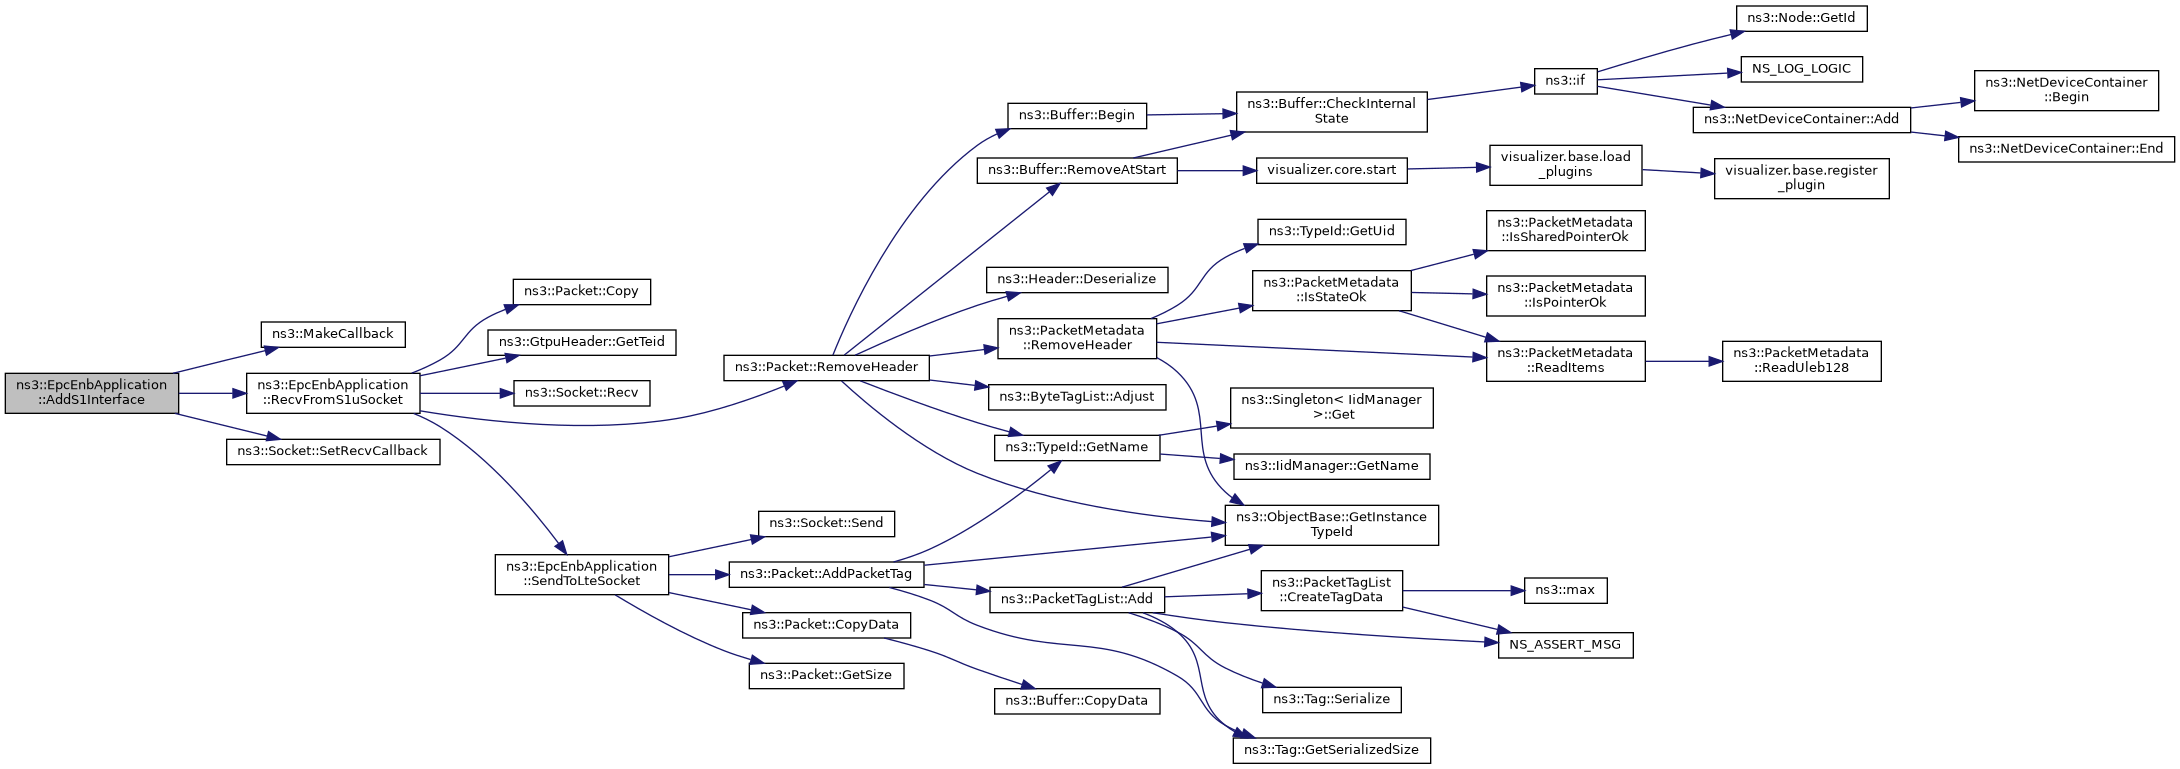 ns3::EpcEnbApplication
::AddS1Interface
ns3::MakeCallback
ns3::EpcEnbApplication
::RecvFromS1uSocket
ns3::Socket::SetRecvCallback
ns3::Packet::Copy
ns3::GtpuHeader::GetTeid
ns3::Socket::Recv
ns3::EpcEnbApplication
::SendToLteSocket
ns3::Packet::RemoveHeader
ns3::Socket::Send
ns3::Packet::AddPacketTag
ns3::Packet::CopyData
ns3::Packet::GetSize
ns3::Buffer::Begin
ns3::Buffer::RemoveAtStart
ns3::Header::Deserialize
ns3::PacketMetadata
::RemoveHeader
ns3::ByteTagList::Adjust
ns3::TypeId::GetName
ns3::PacketTagList::Add
ns3::Buffer::CopyData
ns3::Buffer::CheckInternal
State
visualizer.core.start
ns3::TypeId::GetUid
ns3::PacketMetadata
::IsStateOk
ns3::Singleton< IidManager
>::Get
ns3::IidManager::GetName
ns3::ObjectBase::GetInstance
TypeId
ns3::PacketTagList
::CreateTagData
ns3::Tag::Serialize
ns3::Tag::GetSerializedSize
ns3::if
visualizer.base.load
_plugins
ns3::PacketMetadata
::IsSharedPointerOk
ns3::PacketMetadata
::IsPointerOk
ns3::PacketMetadata
::ReadItems
ns3::max
NS_ASSERT_MSG
ns3::Node::GetId
NS_LOG_LOGIC
ns3::NetDeviceContainer::Add
visualizer.base.register
_plugin
ns3::PacketMetadata
::ReadUleb128
ns3::NetDeviceContainer
::Begin
ns3::NetDeviceContainer::End